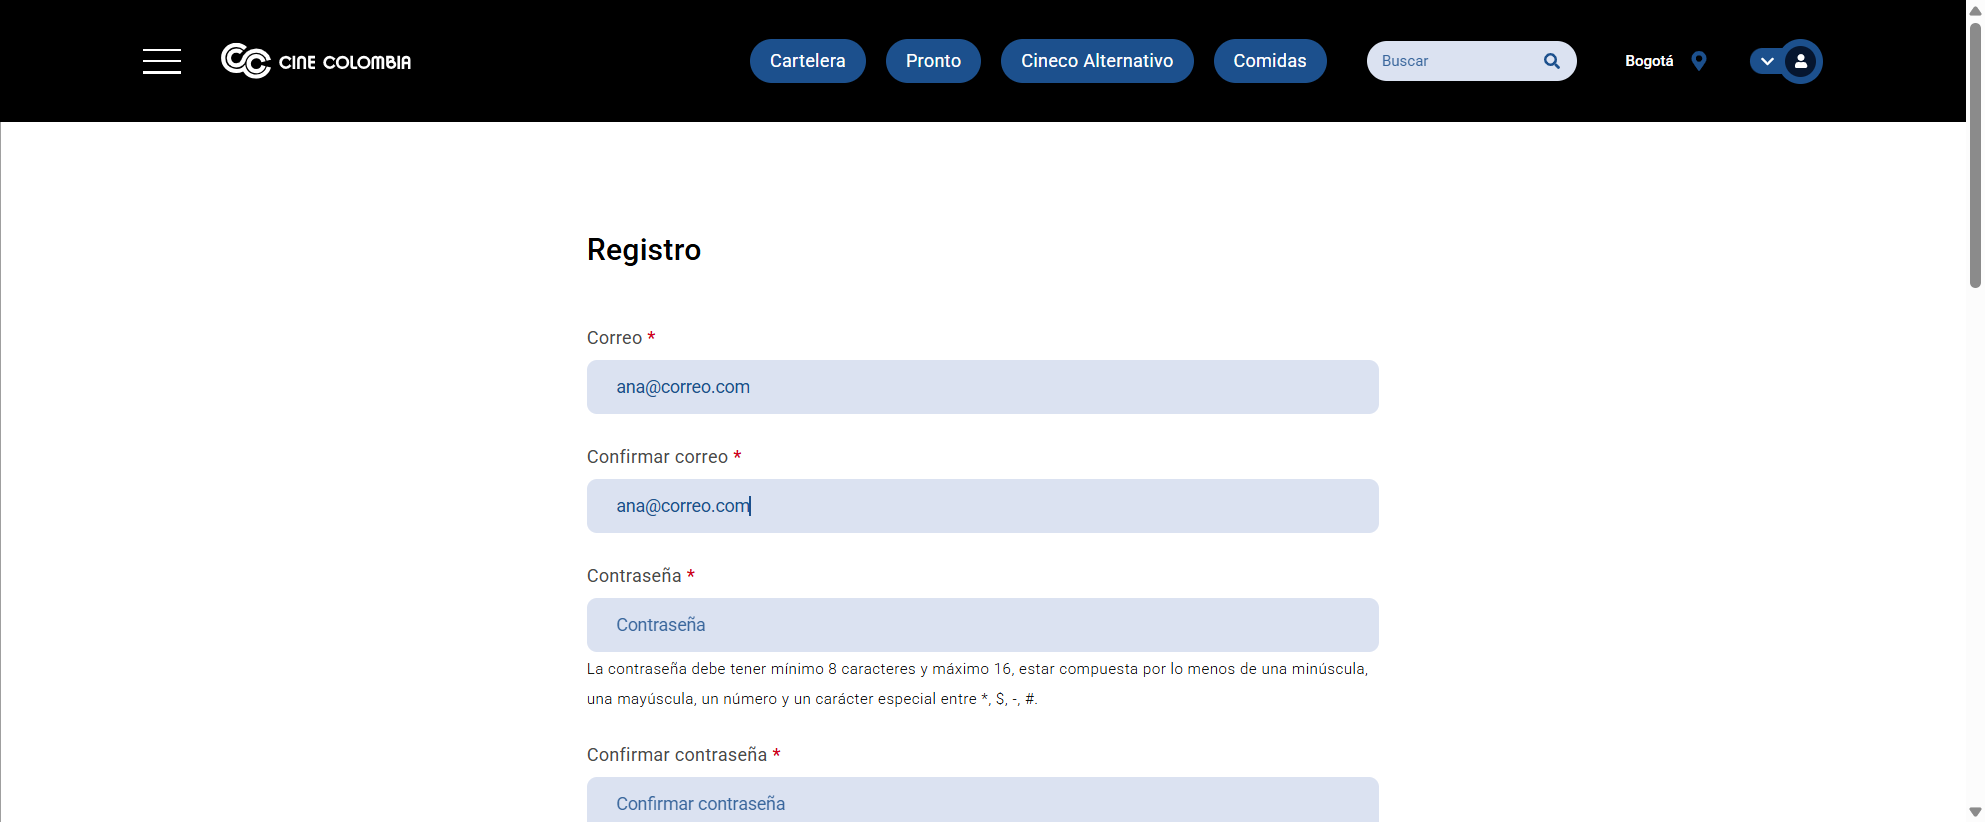 CINE COLOMBIA
Cartelera
Pronto
Cineco Alternativo
Comidas
Buscar
Bogotá
Registro
Correo *
ana@correo.com
Confirmar correo *
ana@correo.com
Contraseña *
Contraseña
La contraseña debe tener mínimo 8 caracteres y máximo 16, estar compuesta por lo menos de una minúscula,
una mayúscula, un número y un carácter especial entre *, $, -, #.
Confirmar contraseña *
Confirmar contraseña